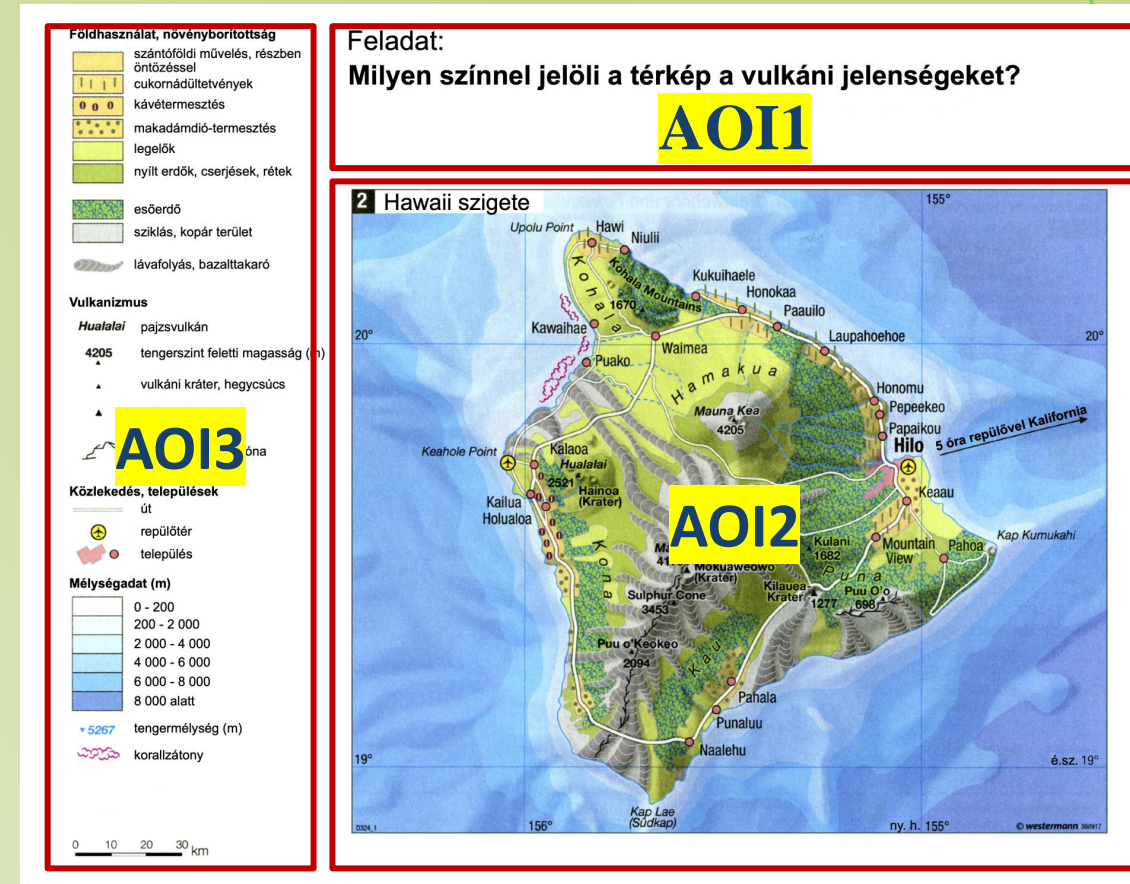 Földhasználat, növényborítottság
szántóföldi művelés, részben
öntözéssel
cukornádültetvények
kávétermesztés
makadámdió-termesztés
legelők
nyílt erdők, cserjések, rétek
esőerdő
sziklás, kopár terület
lávafolyás, bazalttakaró
Vulkanizmus
Hualalai pajzsvulkán
4205 tengerszint feletti magasság (m)
vulkáni kráter, hegycsúcs
AOI3
Közlekedés, települések
út
repülőtér
település
Mélységadat (m)
0 - 200
200 - 2 000
2 000 - 4 000
4 000 - 6 000
6 000 - 8 000
8 000 alatt
5267 tengermélység (m)
korallzátony
0 10 20 30 km
Feladat:
Milyen színnel jelöli a térkép a vulkáni jelenségeket?
AOI1
2 Hawaii szigete
155°
Upolu Point
Hawi
Niulii
Kohala
Kohala Mountains
1670
Kukuihaele
Honokaa
Paauilo
Kawaihae
20°
20°
Waimea
Laupahoehoe
Puako
Hamakua
Mauna Kea
4205
Honomu
Pepeekeo
Papaikou
Hilo
5 óra repülővel Kalifornia
Keahole Point
Kalaoa
Hualalai
2521
Hainoa
(Krater)
Kailua
Holualoa
Keaau
AOI2
Kap Kumukahi
Kulani
1682
Mountain
View
Pahoa
Kona
Mokuaweowo
(Krater)
Puna
Kilauea-
Krater
1277
Puu O'o
698
Sulphur Cone
3453
Puu o'Keokeo
2094
Kau
Pahala
Punaluu
Naalehu
19°
é.sz. 19°
Kap Lae
(Südkap)
D324_1
156°
ny. h. 155°
© westermann 360917